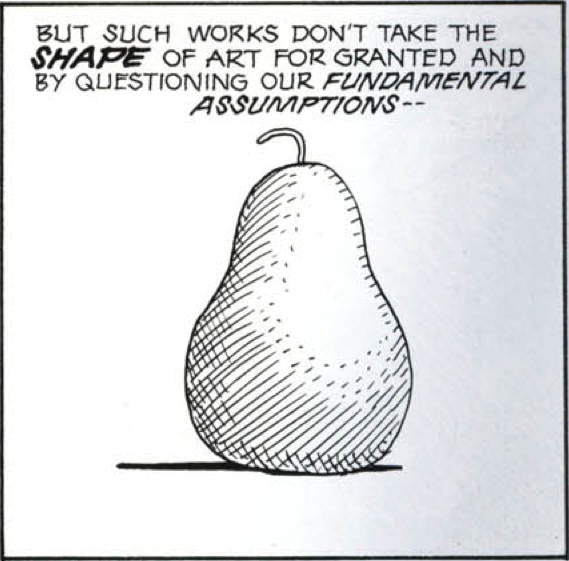 BUT SUCH WORKS DON'T TAKE THE
SHAPE OF ART FOR GRANTED AND
BY QUESTIONING OUR FUNDAMENTAL
ASSUMPTIONS--